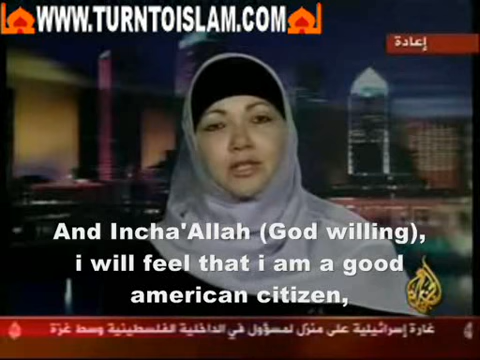 WWW.TURNTOISLAM.COM
إعادة
And Incha'Allah (God willing),
i will feel that i am a good
american citizen,
غارة إسرائيلية على منزل لمسؤول في الداخلية الفلسطينية وسط غزة